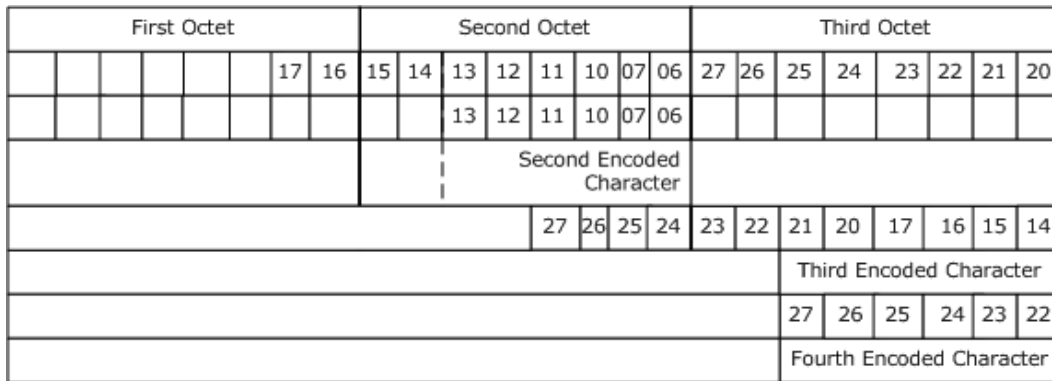 First Octet Second Octet Third Octet
17 16 15 14 13 12 11 10 07 06 27 26 25 24 23 22 21 20
13 12 11 10 07 06
Second Encoded
Character
27 26 25 24 23 22 21 20 17 16 15 14
Third Encoded Character
27 26 25 24 23 22
Fourth Encoded Character